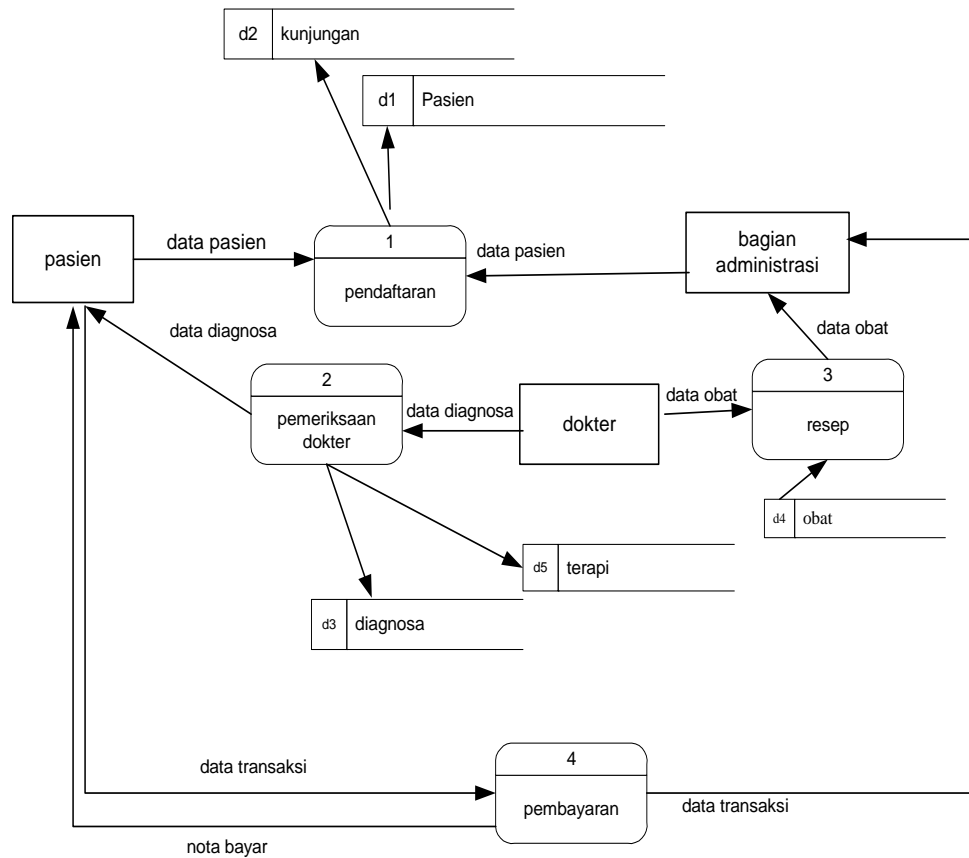 d2 kunjungan
d1 Pasien
pasien
data pasien
1
pendaftaran
data pasien
bagian
administrasi
data diagnosa
data obat
2
pemeriksaan
dokter
data diagnosa
dokter
data obat
3
resep
d4 obat
d5 terapi
d3 diagnosa
data transaksi
4
pembayaran
data transaksi
nota bayar